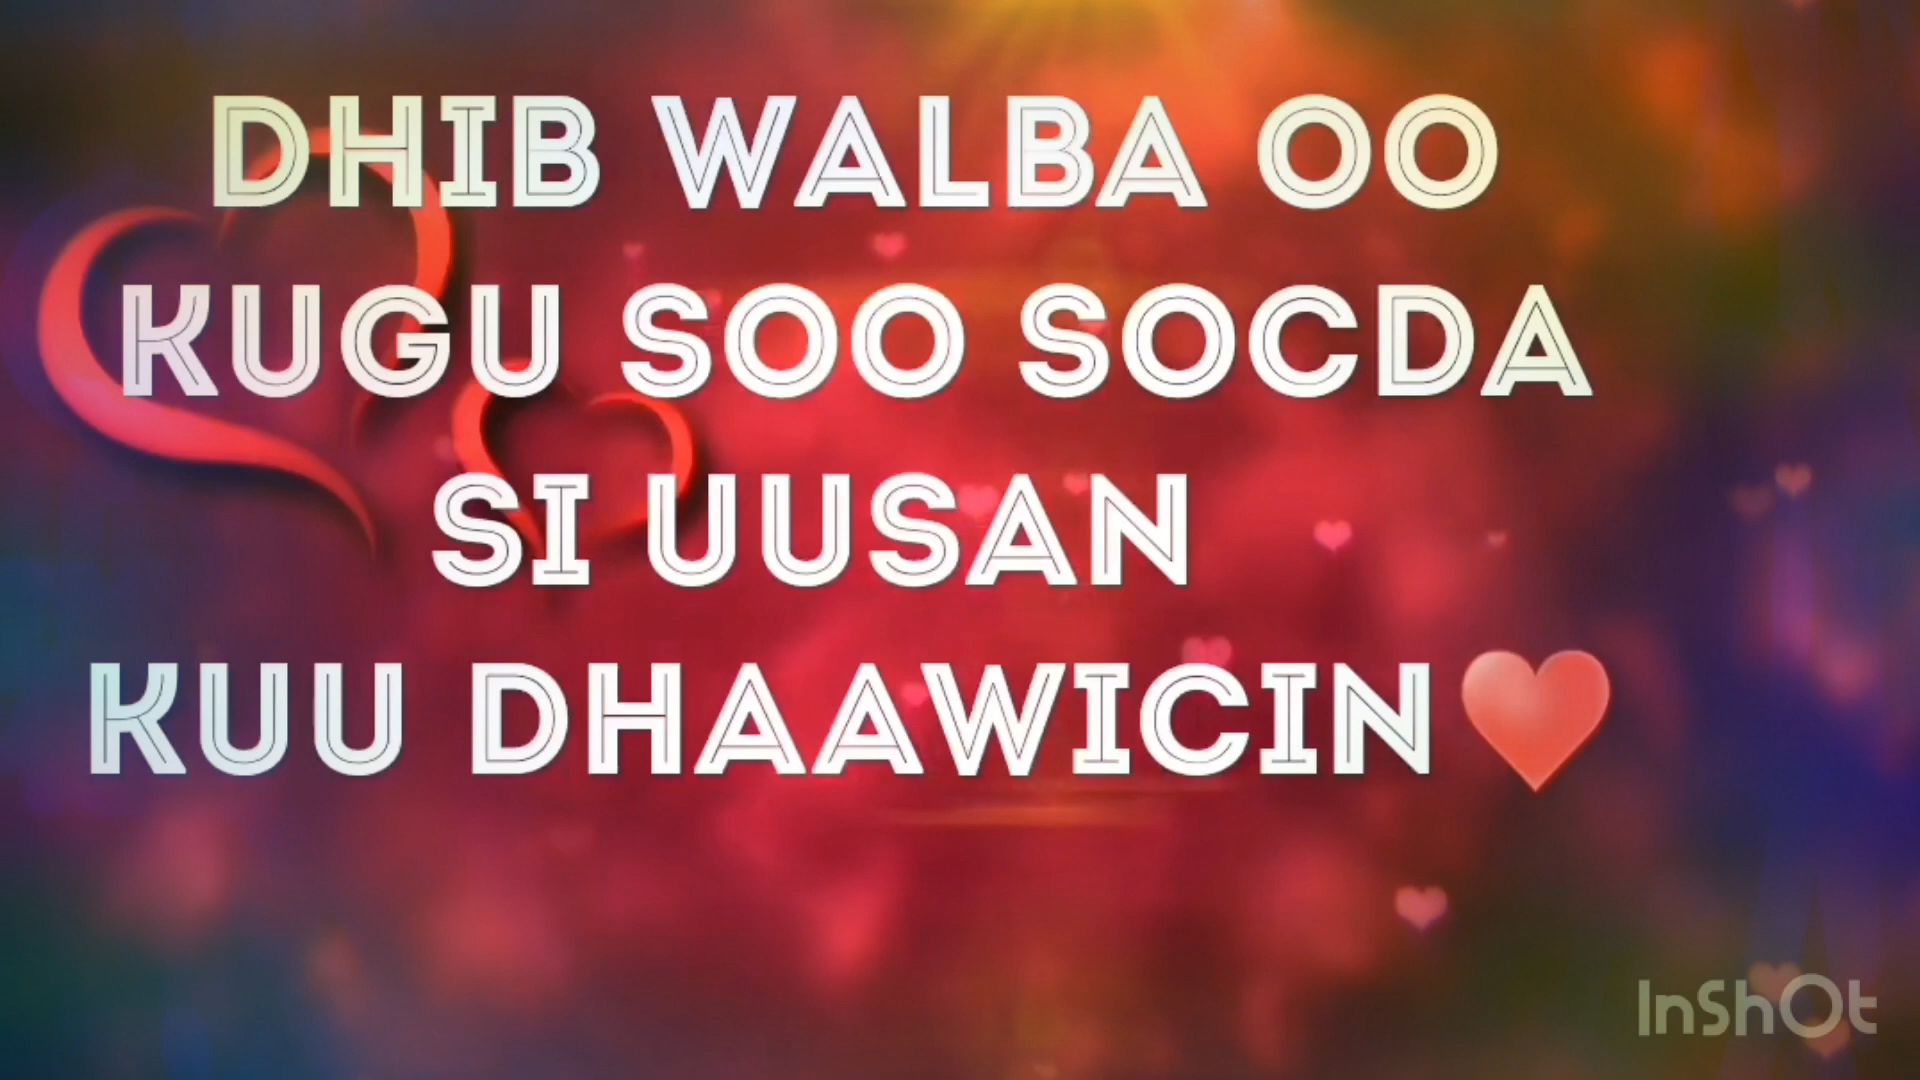 DHIB WALBA OO
KUGU SOO SOCDA
SI UUSAN
KUU DHAAWICIN❤️
InShOt